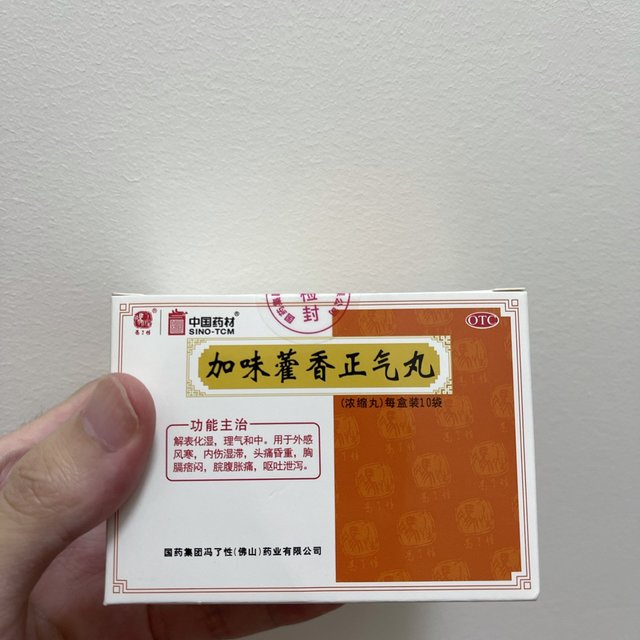 中国药材
SINO-TCM
OTC
检
封
加味藿香正气丸
(浓缩丸)每盒装10袋
功能主治
解表化湿，理气和中。用于外感
风寒，内伤湿滞，头痛昏重，胸
膈痞闷，脘腹胀痛，呕吐泄泻。
国药集团冯了性(佛山)药业有限公司